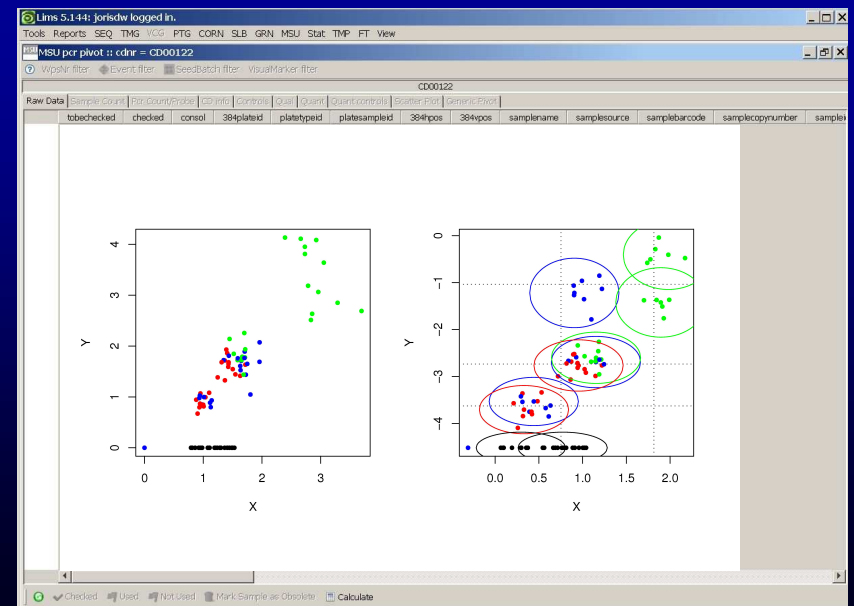 Lims 5.144: jorisdw logged in.
Tools Reports SEQ TMG VCG PTG CORN SLB GRN MSU Stat TMP FT View
MSU pcr pivot :: cdnr = CD00122
WpsNr filter Event filter SeedBatch filter VisualMarker filter
CD00122
Raw Data Sample Count Pcr Count/Probe CD info Controls Qual Quant Quant controls Scatter Plot Generic Pivot
tobechecked checked consol 384plateid platetypeid platesampleid 384hpos 384vpos samplename samplesource samplebarcode samplecopynumber
4
3
2
1
0
Y
0 1 2 3
X
0
-1
-2
-3
-4
Y
0.0 0.5 1.0 1.5 2.0
X
Checked Used Not Used Mark Sample as Obsolete Calculate